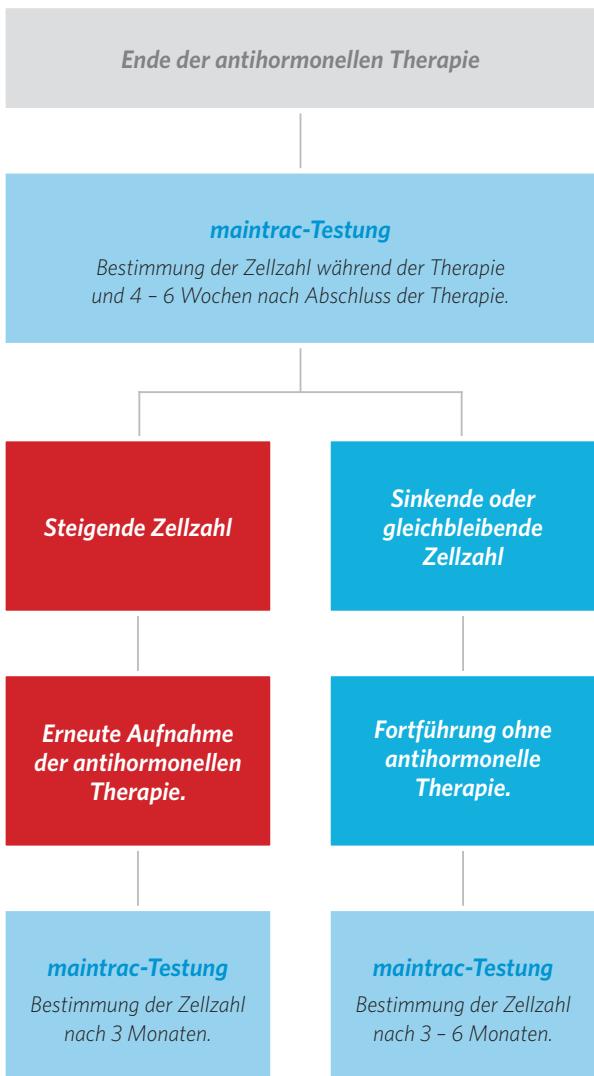 Ende der antihormonellen Therapie
maintrac-Testung
Bestimmung der Zellzahl während der Therapie
und 4 – 6 Wochen nach Abschluss der Therapie.
Steigende Zellzahl
Sinkende oder
gleichbleibende
Zellzahl
Erneute Aufnahme
der antihormonellen
Therapie.
Fortführung ohne
antihormonelle
Therapie.
maintrac-Testung
Bestimmung der Zellzahl
nach 3 Monaten.
maintrac-Testung
Bestimmung der Zellzahl
nach 3 – 6 Monaten.